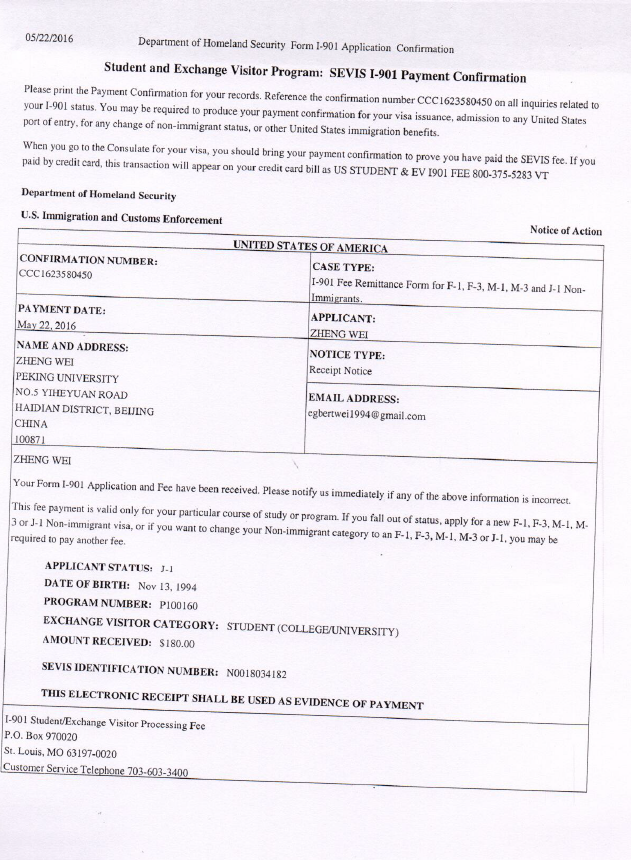 05/22/2016
Department of Homeland Security Form I-901 Application Confirmation
Student and Exchange Visitor Program: SEVIS I-901 Payment Confirmation
Please print the Payment Confirmation for your records. Reference the confirmation number CCC1623580450 on all inquiries related to
your I-901 status. You may be required to produce your payment confirmation for your visa issuance, admission to any United States
port of entry, for any change of non-immigrant status, or other United States immigration benefits.
When you go to the Consulate for your visa, you should bring your payment confirmation to prove you have paid the SEVIS fee. If you
paid by credit card, this transaction will appear on your credit card bill as US STUDENT & EV I901 FEE 800-375-5283 VT
Department of Homeland Security
U.S. Immigration and Customs Enforcement
Notice of Action
UNITED STATES OF AMERICA
CONFIRMATION NUMBER:
CCC1623580450
CASE TYPE:
I-901 Fee Remittance Form for F-1, F-3, M-1, M-3 and J-1 Non-
Immigrants.
PAYMENT DATE:
May 22, 2016
APPLICANT:
ZHENG WEI
NAME AND ADDRESS:
ZHENG WEI
PEKING UNIVERSITY
NO.5 YIHEYUAN ROAD
HAIDIAN DISTRICT, BEIJING
CHINA
100871
NOTICE TYPE:
Receipt Notice
EMAIL ADDRESS:
egbertwei1994@gmail.com
ZHENG WEI
Your Form I-901 Application and Fee have been received. Please notify us immediately if any of the above information is incorrect.
This fee payment is valid only for your particular course of study or program. If you fall out of status, apply for a new F-1, F-3, M-1, M-
3 or J-1 Non-immigrant visa, or if you want to change your Non-immigrant category to an F-1, F-3, M-1, M-3 or J-1, you may be
required to pay another fee.
APPLICANT STATUS: J-1
DATE OF BIRTH: Nov 13, 1994
PROGRAM NUMBER: P100160
EXCHANGE VISITOR CATEGORY: STUDENT (COLLEGE/UNIVERSITY)
AMOUNT RECEIVED: $180.00
SEVIS IDENTIFICATION NUMBER: N0018034182
THIS ELECTRONIC RECEIPT SHALL BE USED AS EVIDENCE OF PAYMENT
I-901 Student/Exchange Visitor Processing Fee
P.O. Box 970020
St. Louis, MO 63197-0020
Customer Service Telephone 703-603-3400